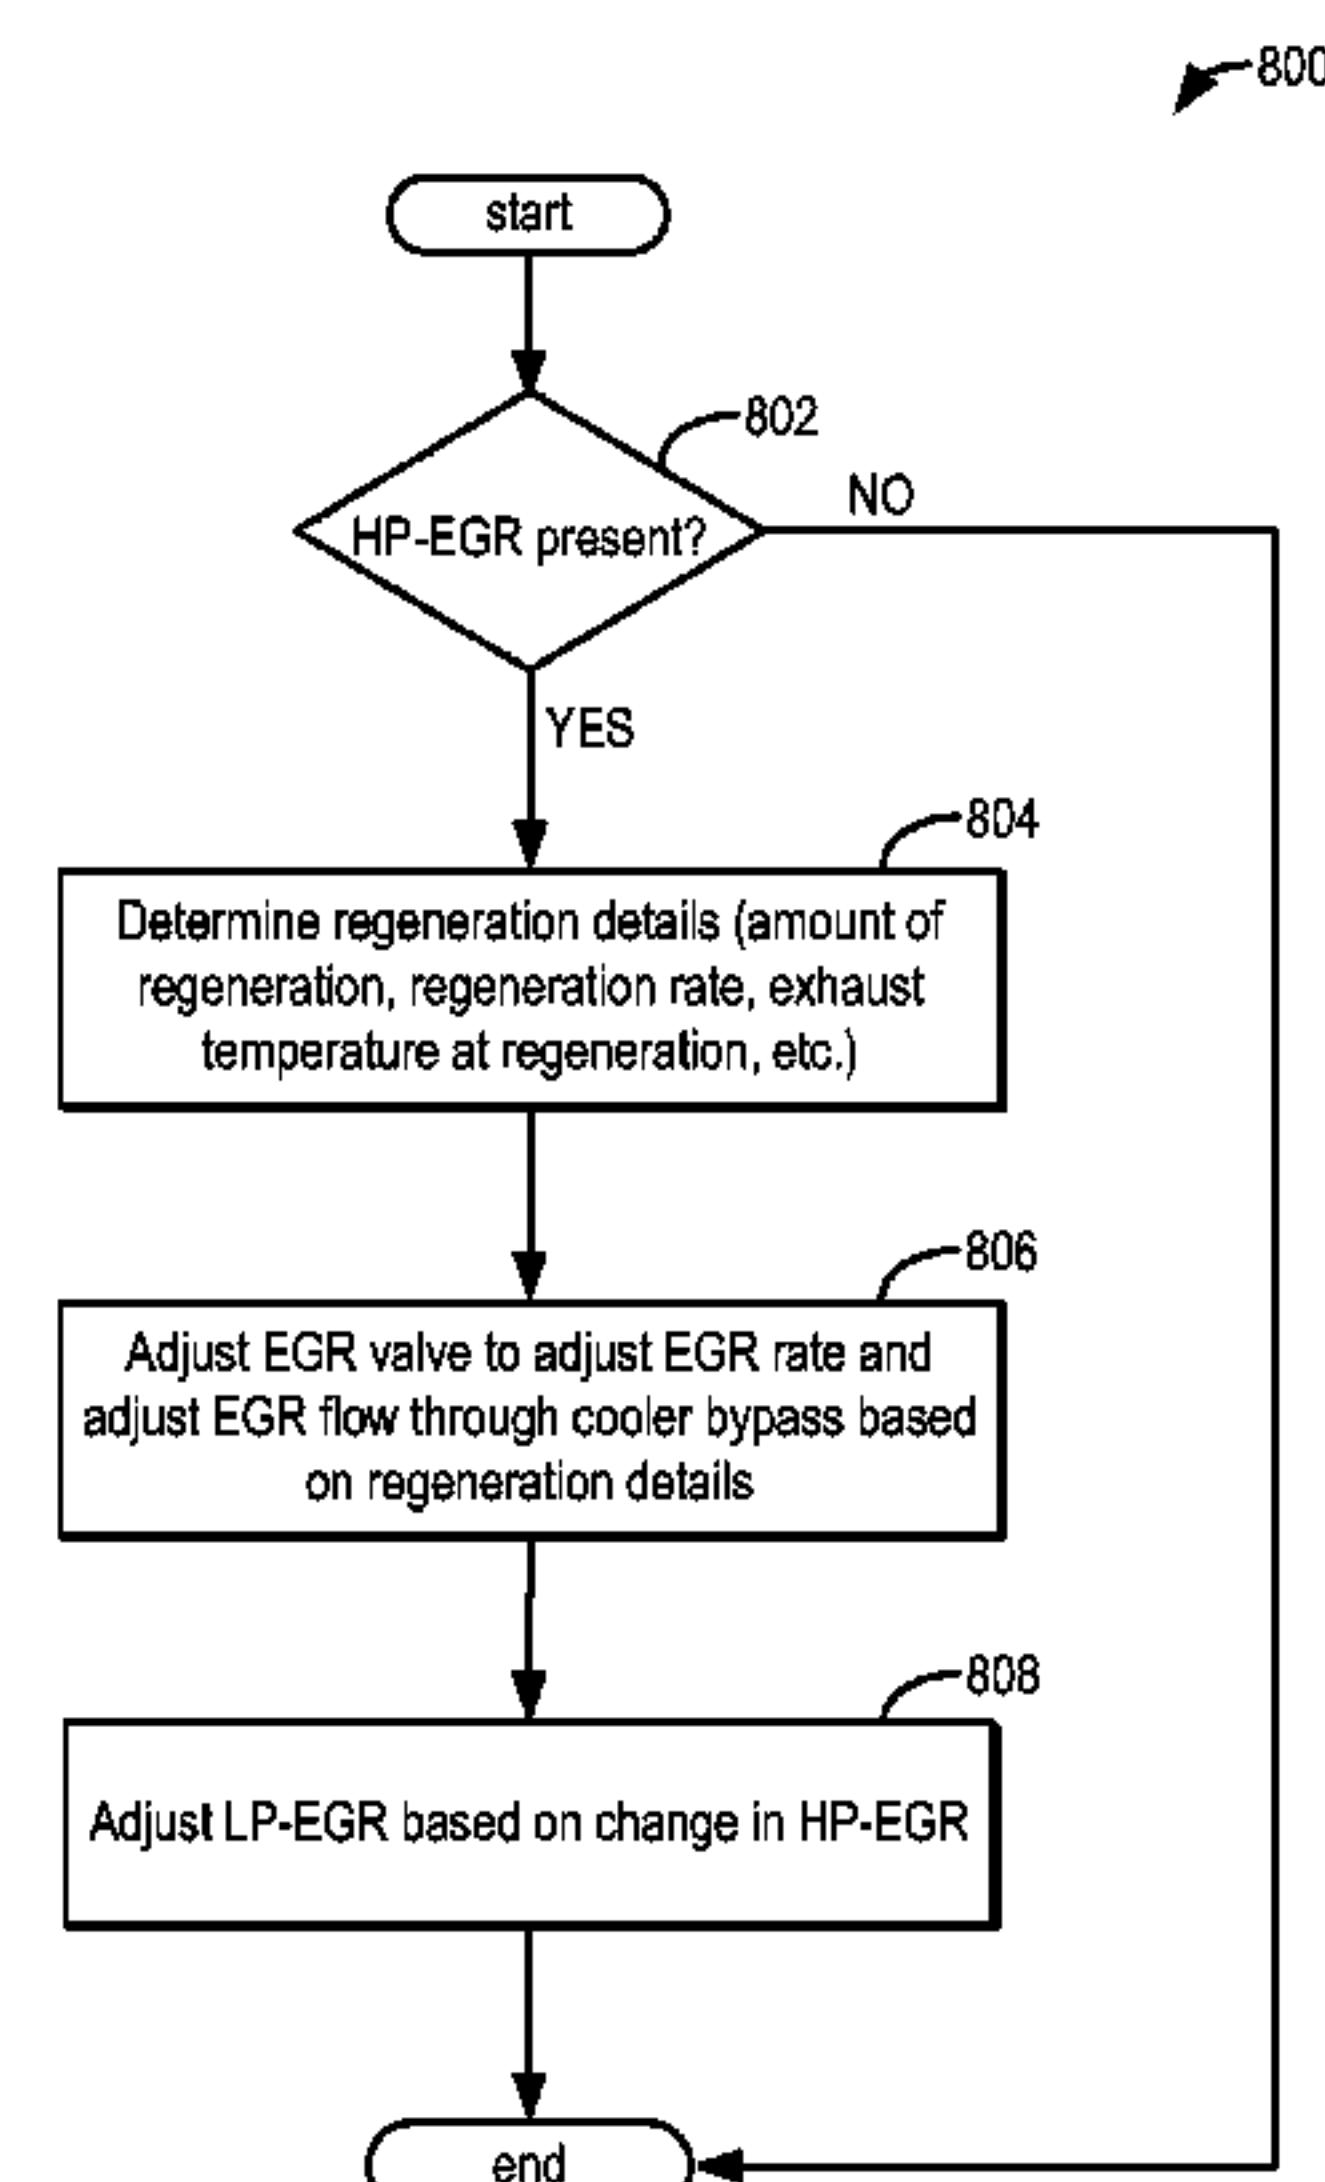 800
start
802
HP-EGR present?
NO
YES
804
Determine regeneration details (amount of
regeneration, regeneration rate, exhaust
temperature at regeneration, etc.)
806
Adjust EGR valve to adjust EGR rate and
adjust EGR flow through cooler bypass based
on regeneration details
808
Adjust LP-EGR based on change in HP-EGR
end